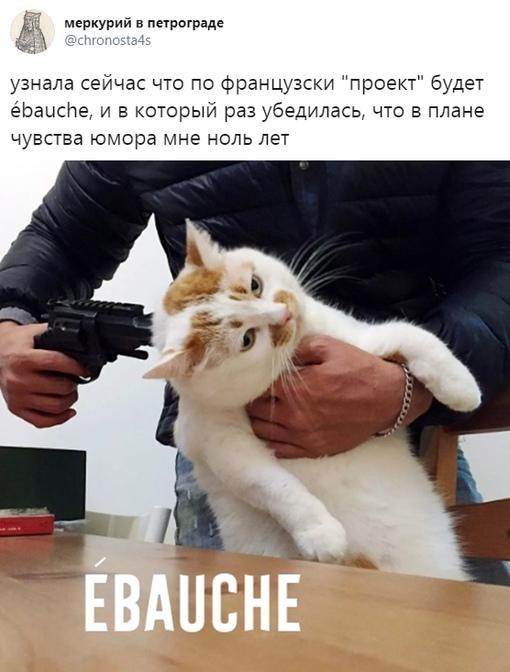 меркурий в петрограде
@chronosta4s
узнала сейчас что по французски "проект" будет
ébauche, и в который раз убедилась, что в плане
чувства юмора мне ноль лет
ÉBAUCHE